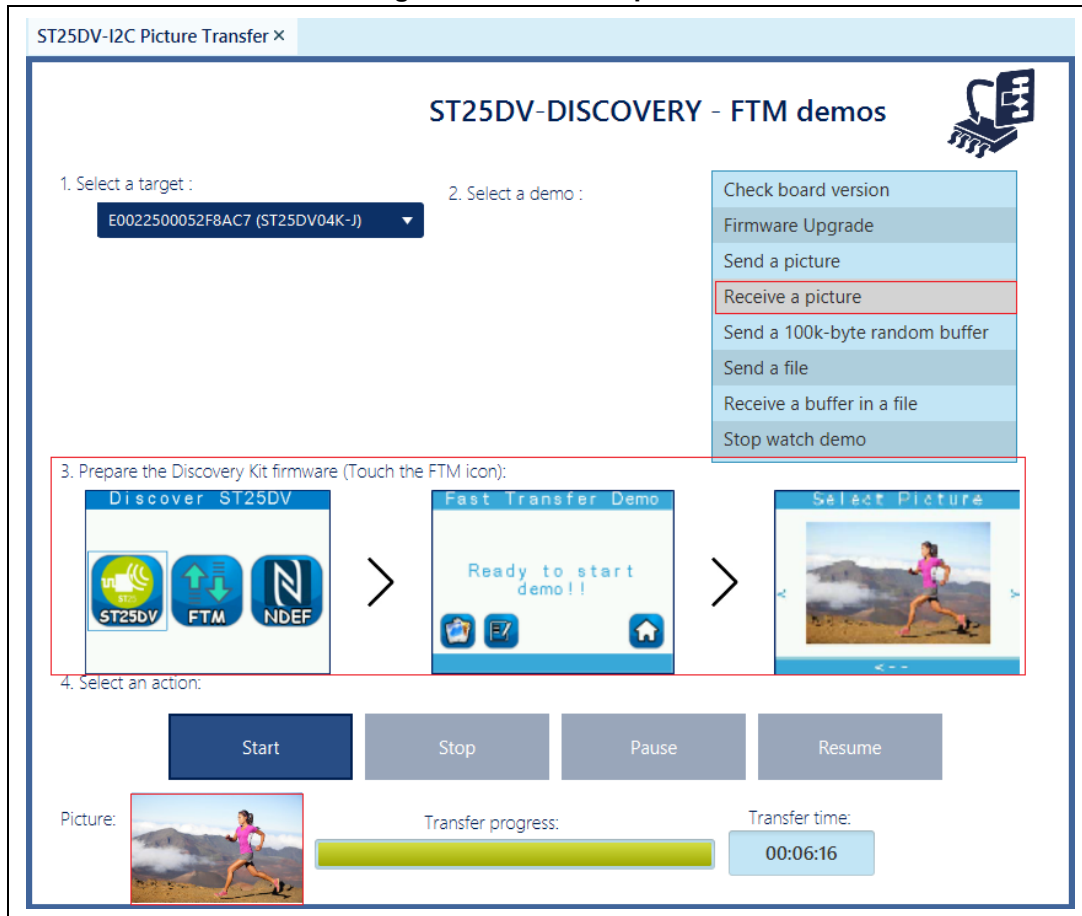 ST25DV-I2C Picture Transfer ×
ST25DV-DISCOVERY - FTM demos
1. Select a target :
E0022500052F8AC7 (ST25DV04K-J)
2. Select a demo :
Check board version
Firmware Upgrade
Send a picture
Receive a picture
Send a 100k-byte random buffer
Send a file
Receive a buffer in a file
Stop watch demo
3. Prepare the Discovery Kit firmware (Touch the FTM icon):
Discover ST25DV
ST25
ST25DV
FTM
NDEF
Fast Transfer Demo
Ready to start
demo!!
Select Picture
<--
4. Select an action:
Start
Stop
Pause
Resume
Picture:
Transfer progress:
Transfer time:
00:06:16